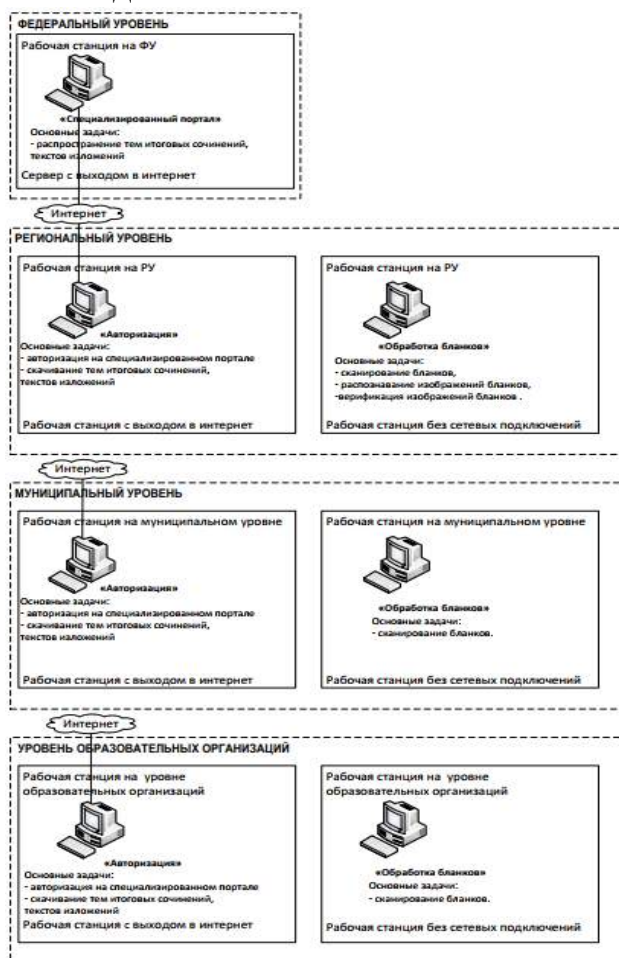 ФЕДЕРАЛЬНЫЙ УРОВЕНЬ
Рабочая станция на ФУ
«Специализированный портал»
Основные задачи:
- распространение тем итоговых сочинений,
текстов изложений
Сервер с выходом в интернет
Интернет
РЕГИОНАЛЬНЫЙ УРОВЕНЬ
Рабочая станция на РУ
«Авторизация»
Основные задачи:
- авторизация на специализированном портале
- скачивание тем итоговых сочинений,
текстов изложений
Рабочая станция с выходом в интернет
Рабочая станция на РУ
«Обработка бланков»
Основные задачи:
- сканирование бланков,
- распознавание изображений бланков,
-верификация изображений бланков .
Рабочая станция без сетевых подключений
Интернет
МУНИЦИПАЛЬНЫЙ УРОВЕНЬ
Рабочая станция на муниципальном уровне
«Авторизация»
Основные задачи:
- авторизация на специализированном портале
- скачивание тем итоговых сочинений,
текстов изложений
Рабочая станция с выходом в интернет
Рабочая станция на муниципальном уровне
«Обработка бланков»
Основные задачи:
- сканирование бланков.
Рабочая станция без сетевых подключений
Интернет
УРОВЕНЬ ОБРАЗОВАТЕЛЬНЫХ ОРГАНИЗАЦИЙ
Рабочая станция на уровне
образовательных организаций
«Авторизация»
Основные задачи:
- авторизация на специализированном портале
- скачивание тем итоговых сочинений,
текстов изложений
Рабочая станция с выходом в интернет
Рабочая станция на уровне
образовательных организаций
«Обработка бланков»
Основные задачи:
- сканирование бланков.
Рабочая станция без сетевых подключений